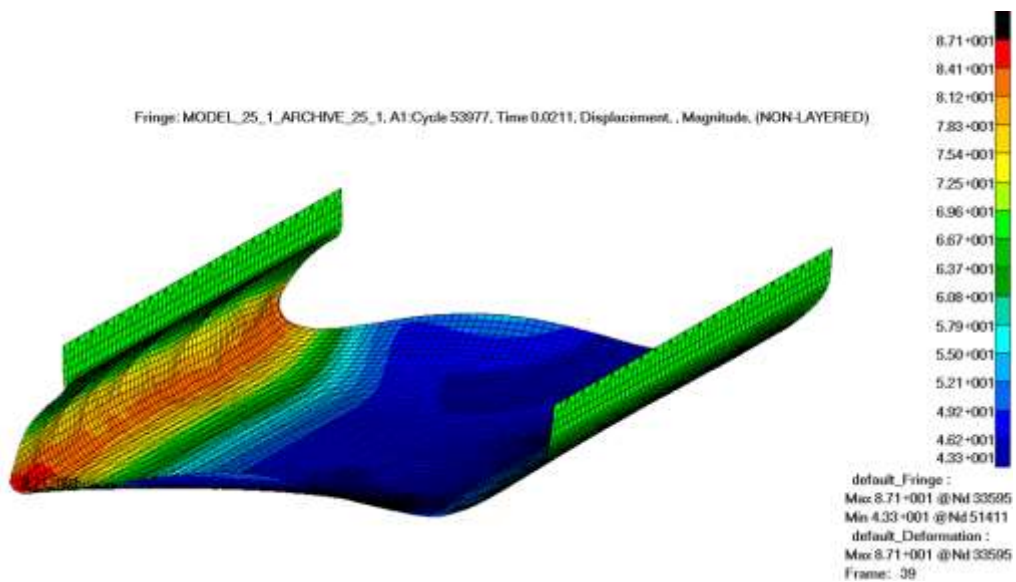 Fringe: MODEL_25_1_ARCHIVE_25_1, A1:Cycle 53977, Time 0.0211, Displacement, , Magnitude, (NON-LAYERED)
8.71+001
8.41+001
8.12+001
7.83+001
7.54+001
7.25+001
6.96+001
6.67+001
6.37+001
6.08+001
5.79+001
5.50+001
5.21+001
4.92+001
4.62+001
4.33+001
default_Fringe :
Max 8.71+001 @Nd 33595
Min 4.33+001 @Nd 51411
default_Deformation :
Max 8.71+001 @Nd 33595
Frame: 39